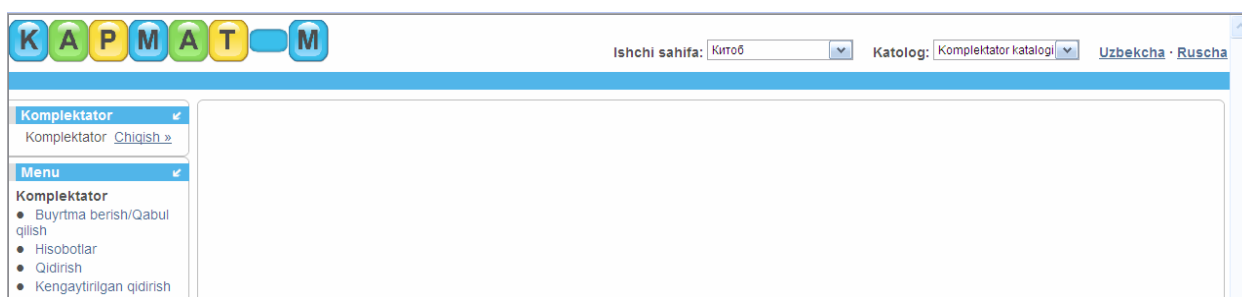 КАРМАТ-М
Ishchi sahifa: Китоб Katolog: Komplektator katalogi Uzbekcha · Ruscha
Komplektator
Komplektator Chiqish »
Menu
Komplektator
● Buyrtma berish/Qabul
qilish
● Hisobotlar
● Qidirish
● Kengaytirilgan qidirish